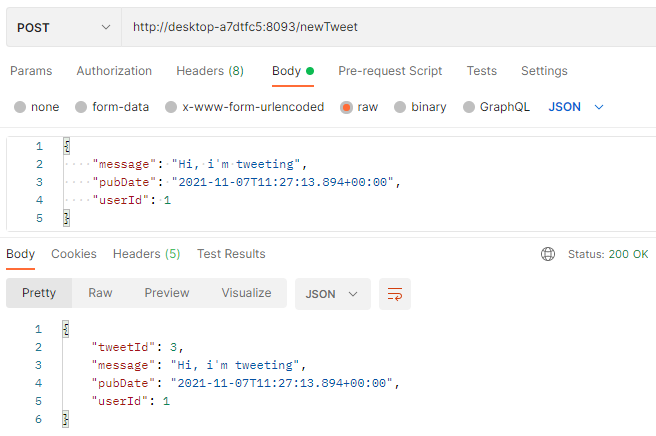 POST http://desktop-a7dtfc5:8093/newTweet
Params Authorization Headers (8) Body Pre-request Script Tests Settings
none form-data x-www-form-urlencoded raw binary GraphQL JSON
1 {
2 "message": "Hi, i'm tweeting",
3 "pubDate": "2021-11-07T11:27:13.894+00:00",
4 "userId": 1
5 }
Body Cookies Headers (5) Test Results Status: 200 OK
Pretty Raw Preview Visualize JSON
1 {
2 "tweetId": 3,
3 "message": "Hi, i'm tweeting",
4 "pubDate": "2021-11-07T11:27:13.894+00:00",
5 "userId": 1
6 }